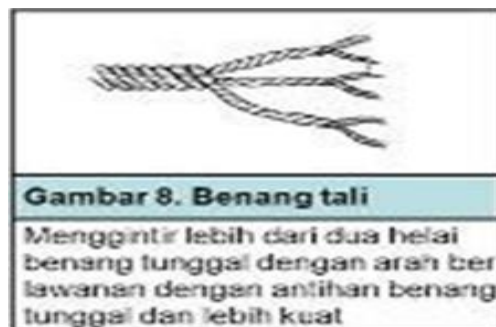 Gambar 8. Benang tali
Menggintir lebih dari dua helai
benang tunggal dengan arah ber
lawanan dengan antihan benang
tunggal dan lebih kuat